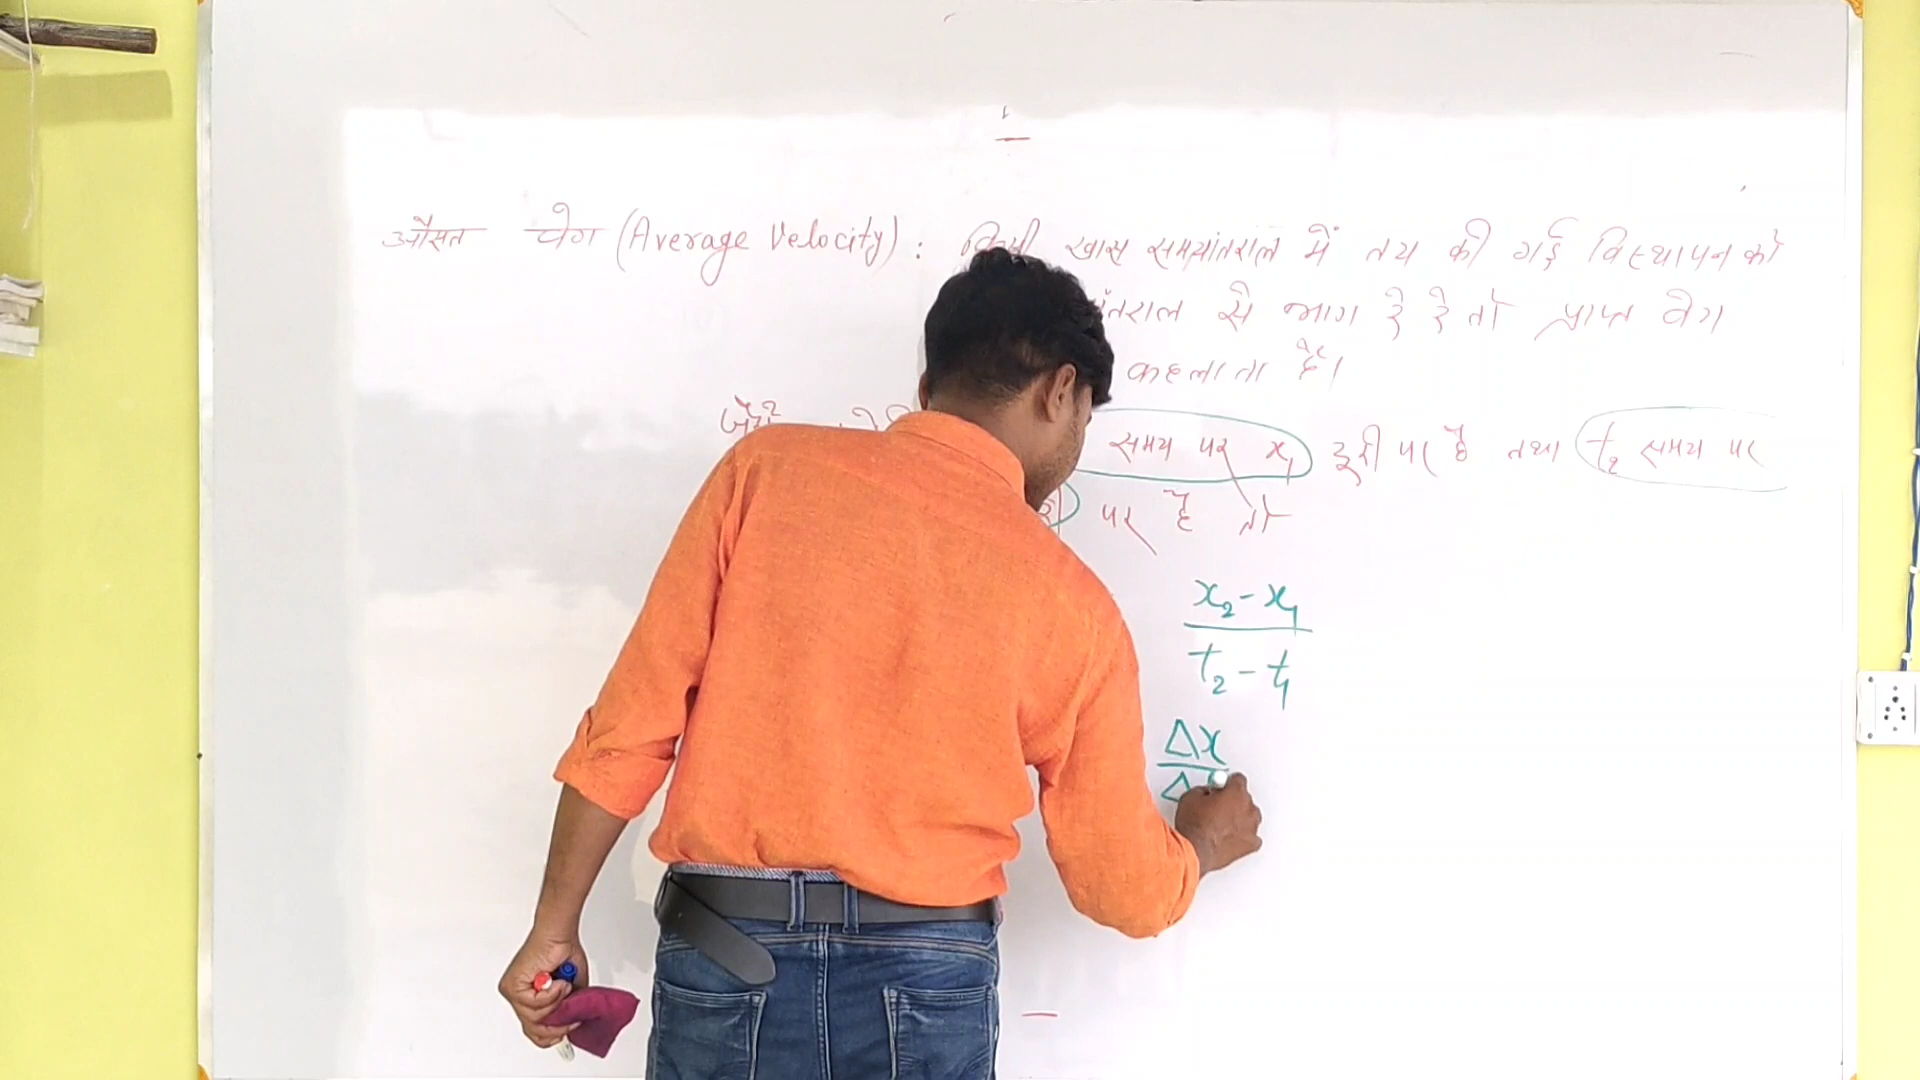 औसत वेग (Average Velocity) : किसी खास समयांतराल में तय की गई विस्थापन को
से भाग दे दे तो प्राप्त वेग
कहलाता है।
समय पर x₁ दूरी पर है तथा t₂ समय पर
पर है तो
x₂ - x₁
t₂ - t₁
Δx
Δ